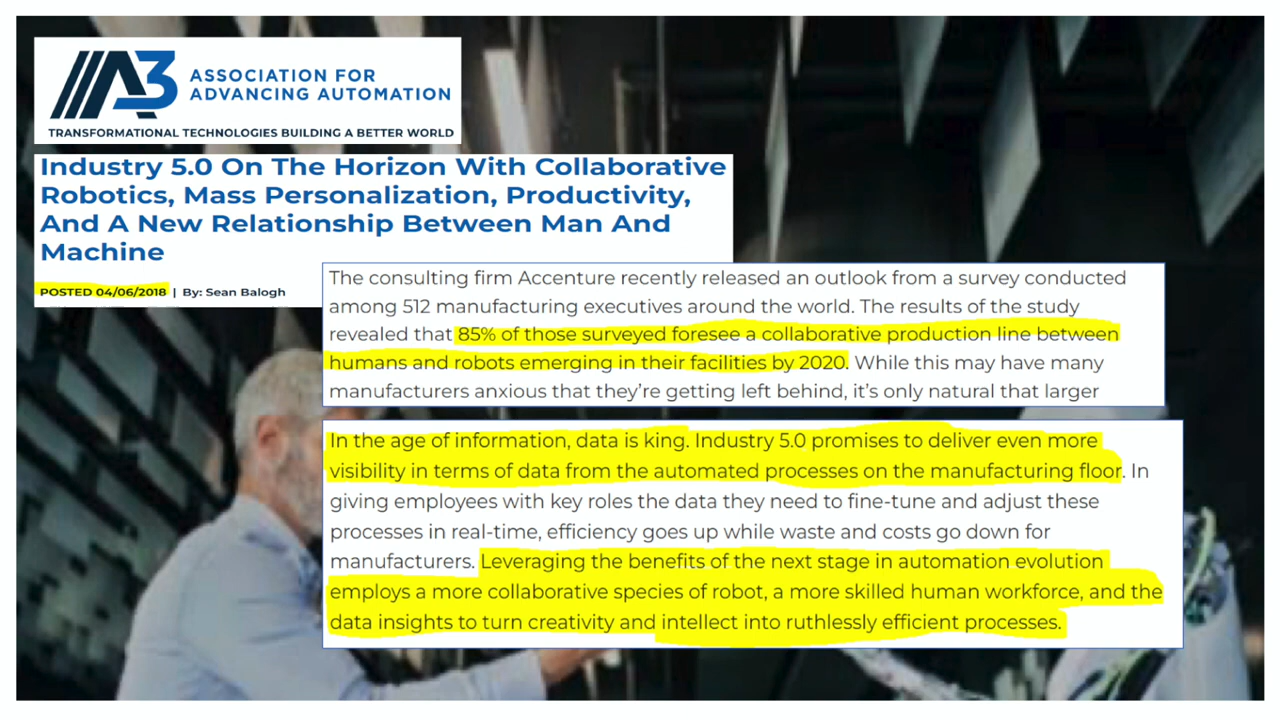 A3
ASSOCIATION FOR
ADVANCING AUTOMATION
TRANSFORMATIONAL TECHNOLOGIES BUILDING A BETTER WORLD
Industry 5.0 On The Horizon With Collaborative
Robotics, Mass Personalization, Productivity,
And A New Relationship Between Man And
Machine
POSTED 04/06/2018 | By: Sean Balogh
The consulting firm Accenture recently released an outlook from a survey conducted
among 512 manufacturing executives around the world. The results of the study
revealed that 85% of those surveyed foresee a collaborative production line between
humans and robots emerging in their facilities by 2020. While this may have many
manufacturers anxious that they're getting left behind, it's only natural that larger
In the age of information, data is king. Industry 5.0 promises to deliver even more
visibility in terms of data from the automated processes on the manufacturing floor. In
giving employees with key roles the data they need to fine-tune and adjust these
processes in real-time, efficiency goes up while waste and costs go down for
manufacturers. Leveraging the benefits of the next stage in automation evolution
employs a more collaborative species of robot, a more skilled human workforce, and the
data insights to turn creativity and intellect into ruthlessly efficient processes.